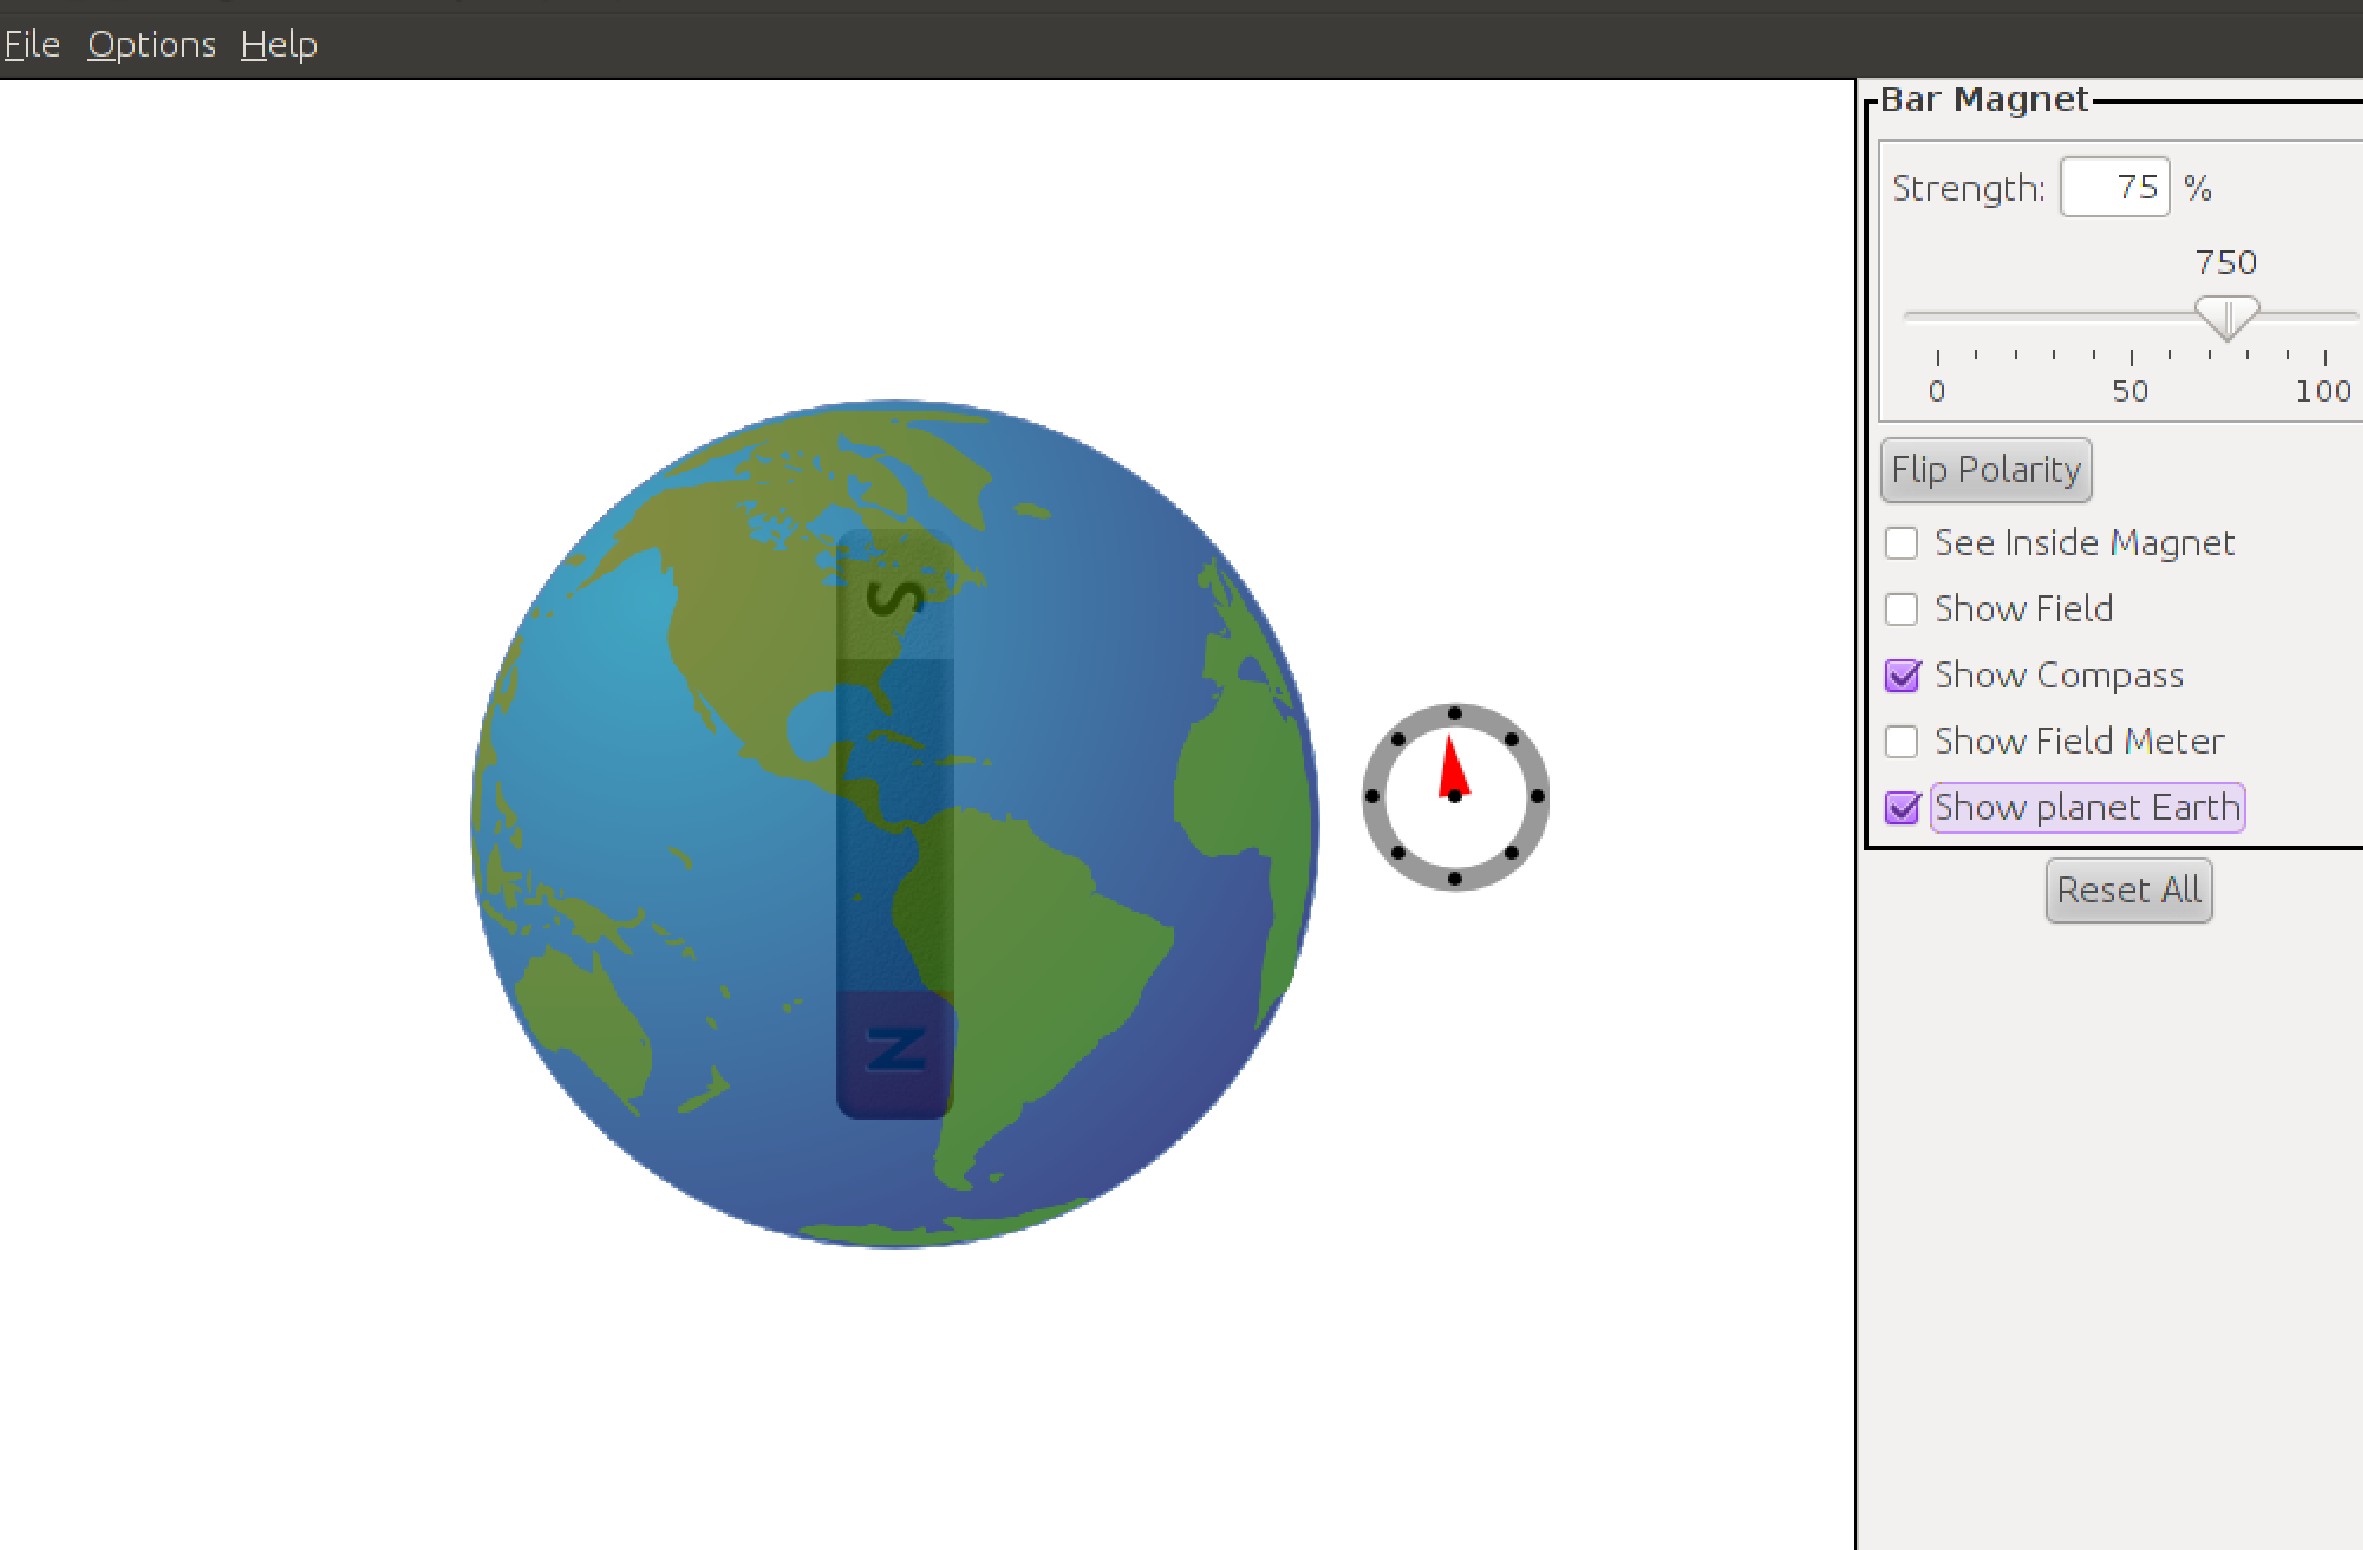 File Options Help
Bar Magnet
Strength: 75 %
750
0 50 100
Flip Polarity
See Inside Magnet
Show Field
Show Compass
Show Field Meter
Show planet Earth
Reset All
S
N